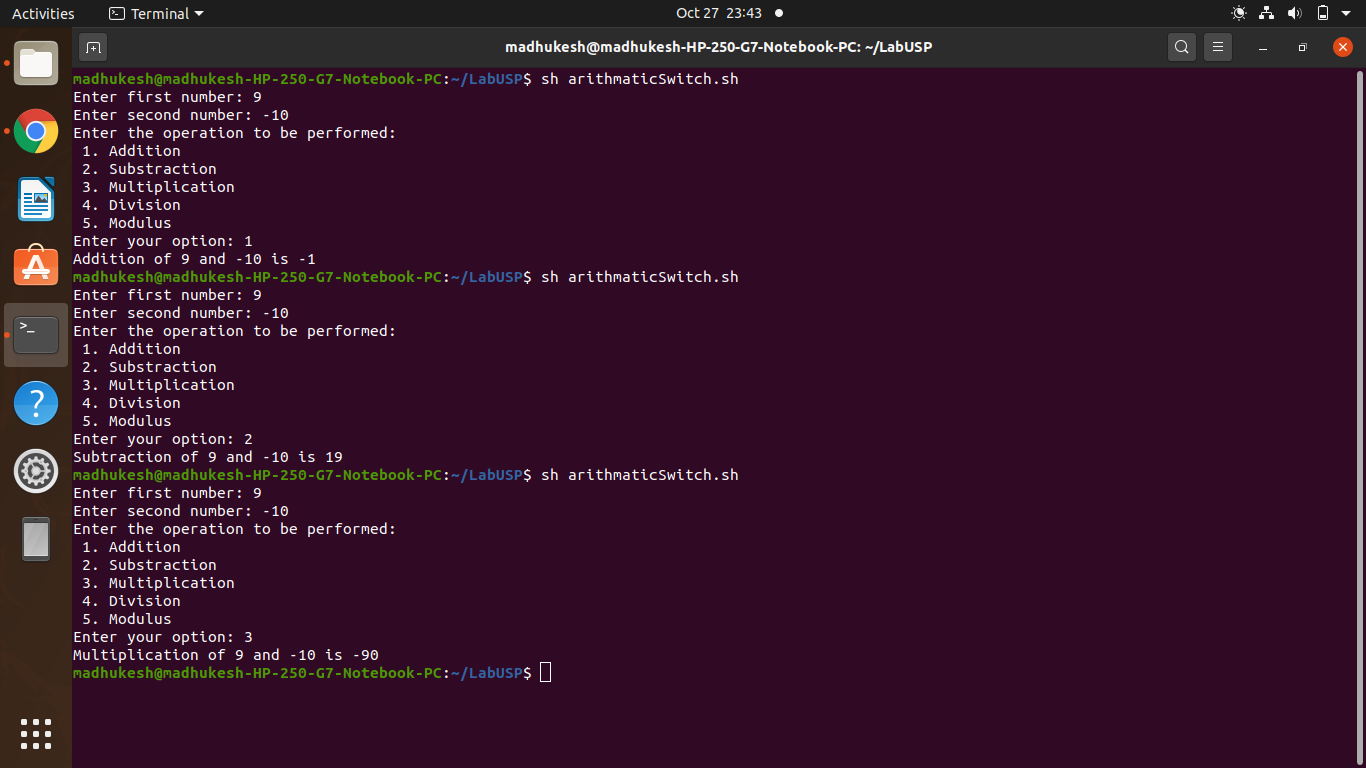 Activities Terminal Oct 27 23:43
madhukesh@madhukesh-HP-250-G7-Notebook-PC: ~/LabUSP
madhukesh@madhukesh-HP-250-G7-Notebook-PC:~/LabUSP$ sh arithmaticSwitch.sh
Enter first number: 9
Enter second number: -10
Enter the operation to be performed:
 1. Addition
 2. Substraction
 3. Multiplication
 4. Division
 5. Modulus
Enter your option: 1
Addition of 9 and -10 is -1
madhukesh@madhukesh-HP-250-G7-Notebook-PC:~/LabUSP$ sh arithmaticSwitch.sh
Enter first number: 9
Enter second number: -10
Enter the operation to be performed:
 1. Addition
 2. Substraction
 3. Multiplication
 4. Division
 5. Modulus
Enter your option: 2
Subtraction of 9 and -10 is 19
madhukesh@madhukesh-HP-250-G7-Notebook-PC:~/LabUSP$ sh arithmaticSwitch.sh
Enter first number: 9
Enter second number: -10
Enter the operation to be performed:
 1. Addition
 2. Substraction
 3. Multiplication
 4. Division
 5. Modulus
Enter your option: 3
Multiplication of 9 and -10 is -90
madhukesh@madhukesh-HP-250-G7-Notebook-PC:~/LabUSP$